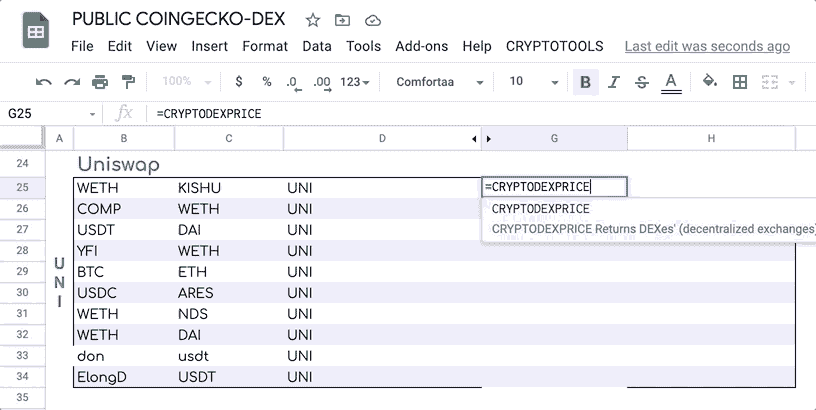 PUBLIC COINGECKO-DEX
File Edit View Insert Format Data Tools Add-ons Help CRYPTOTOOLS Last edit was seconds ago
100% $ % .0 .00 123 Comfortaa 10 B I S A
G25 fx =CRYPTODEXPRICE
A B C D G H
24 Uniswap
25 WETH KISHU UNI =CRYPTODEXPRICE
26 COMP WETH UNI CRYPTODEXPRICE
27 USDT DAI UNI CRYPTODEXPRICE Returns DEXes' (decentralized exchanges)
28 YFI WETH UNI
29 BTC ETH UNI
30 USDC ARES UNI
31 WETH NDS UNI
32 WETH DAI UNI
33 don usdt UNI
34 ElongD USDT UNI
35
U
N
I